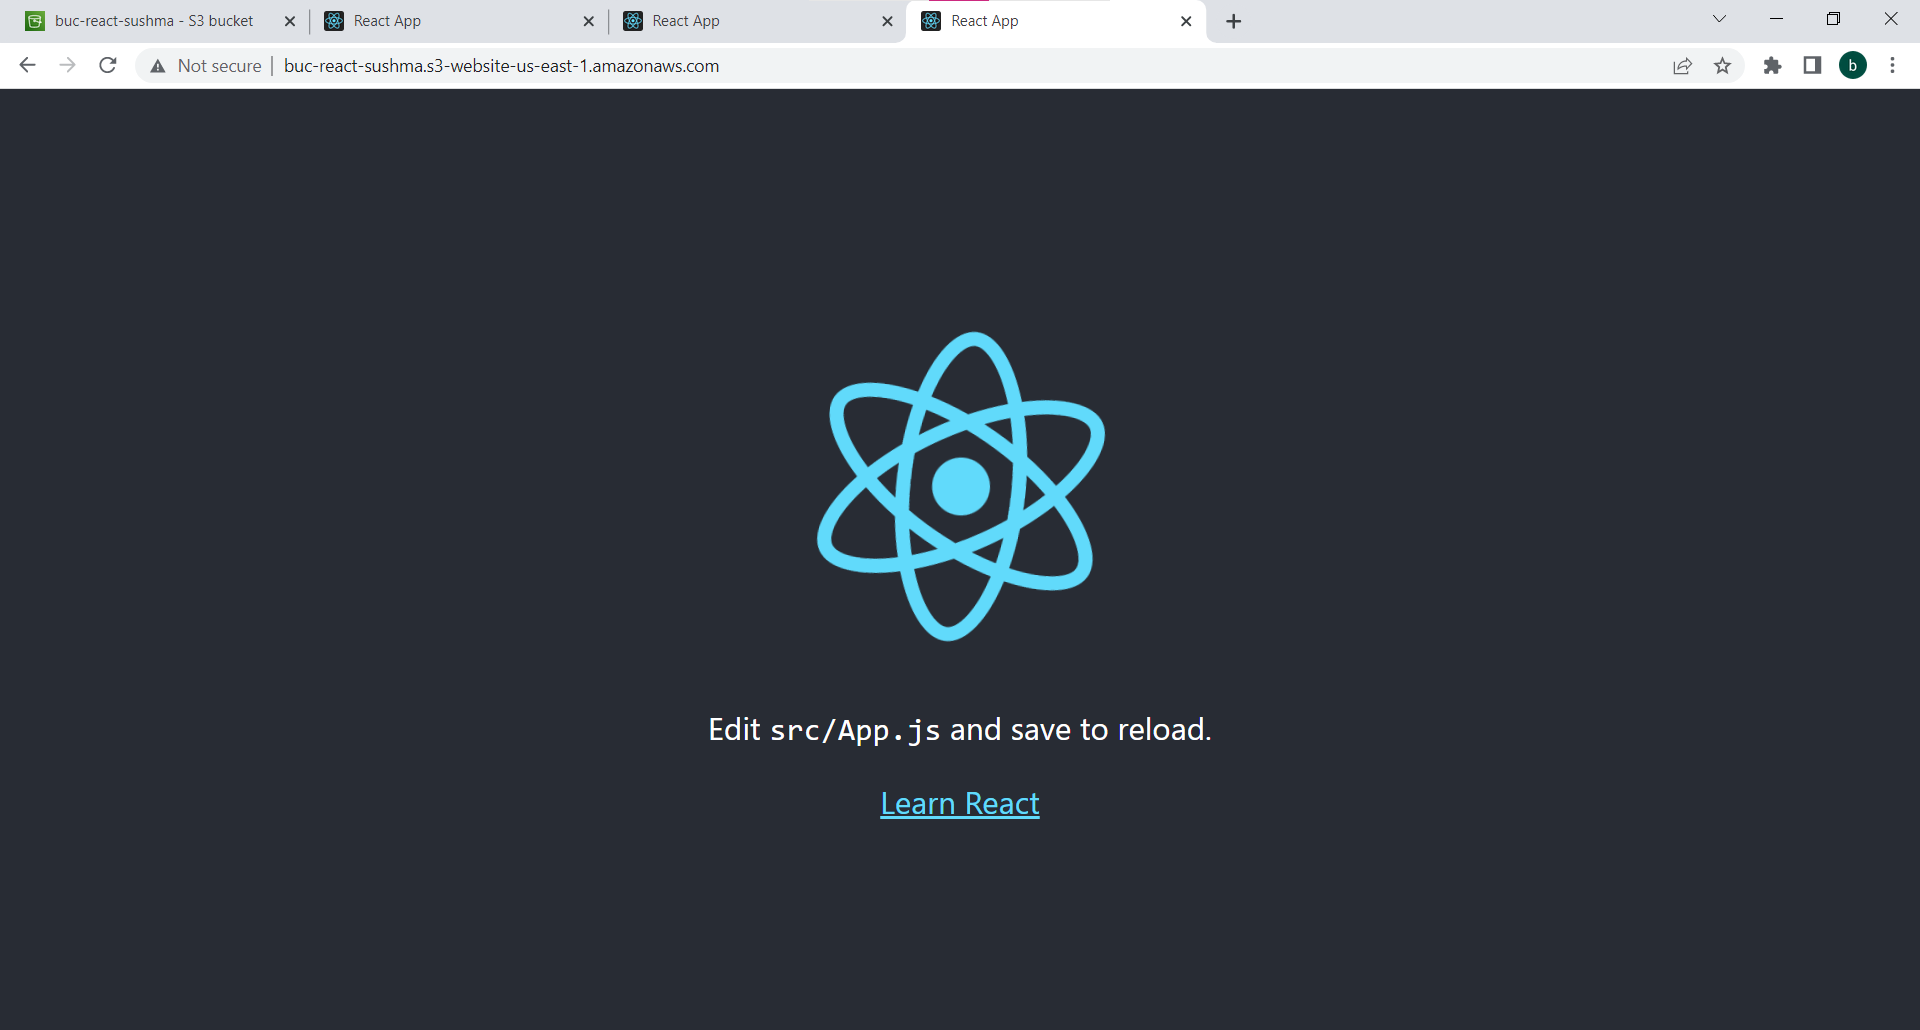 buc-react-sushma - S3 bucket
React App
React App
React App
Not secure
buc-react-sushma.s3-website-us-east-1.amazonaws.com
b
Edit src/App.js and save to reload.
Learn React